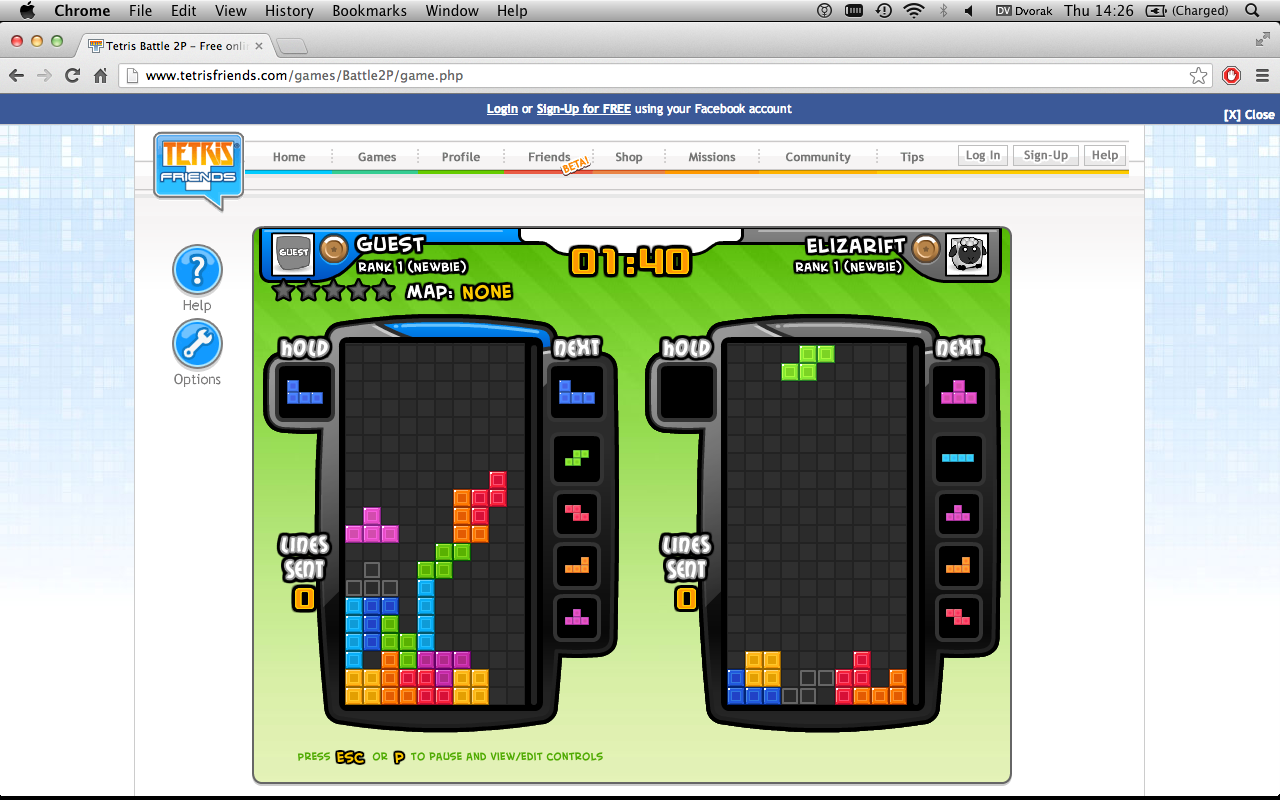 Chrome File Edit View History Bookmarks Window Help DV Dvorak Thu 14:26 (Charged)
Tetris Battle 2P – Free onli
www.tetrisfriends.com/games/Battle2P/game.php
Login or Sign-Up for FREE using your Facebook account
[X] Close
TETRIS
FRIENDS
Home Games Profile Friends BETA! Shop Missions Community Tips Log In Sign-Up Help
Help
Options
GUEST
GUEST
RANK 1 (NEWBIE)
MAP: NONE
01:40
ELIZARIFT
RANK 1 (NEWBIE)
HOLD
NEXT
LINES
SENT
0
HOLD
NEXT
LINES
SENT
0
PRESS ESC OR P TO PAUSE AND VIEW/EDIT CONTROLS